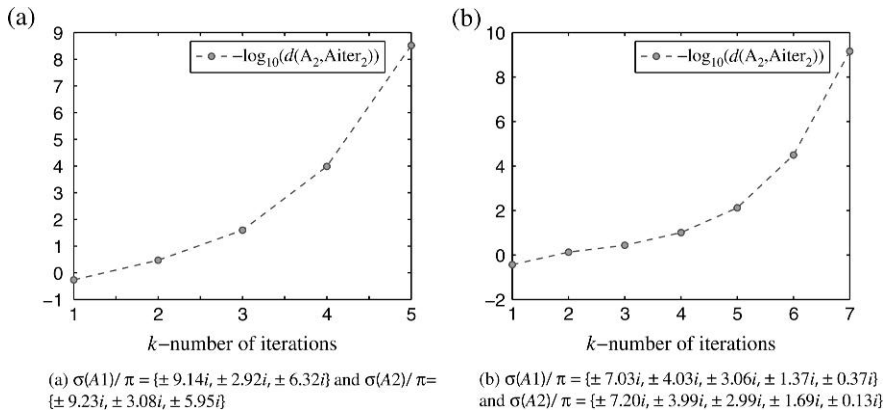 (a)
9
8
7
6
5
4
3
2
1
0
−1
1 2 3 4 5
--●-- −log10(d(A2,Aiter2))
k−number of iterations
(a) σ(A1)/ π = {± 9.14i, ± 2.92i, ± 6.32i} and σ(A2)/ π=
{± 9.23i, ± 3.08i, ± 5.95i}
(b)
10
8
6
4
2
0
−2
1 2 3 4 5 6 7
--●-- −log10(d(A2,Aiter2))
k−number of iterations
(b) σ(A1)/ π = {± 7.03i, ± 4.03i, ± 3.06i, ± 1.37i, ± 0.37i}
and σ(A2)/ π = {± 7.20i, ± 3.99i, ± 2.99i, ± 1.69i, ± 0.13i}